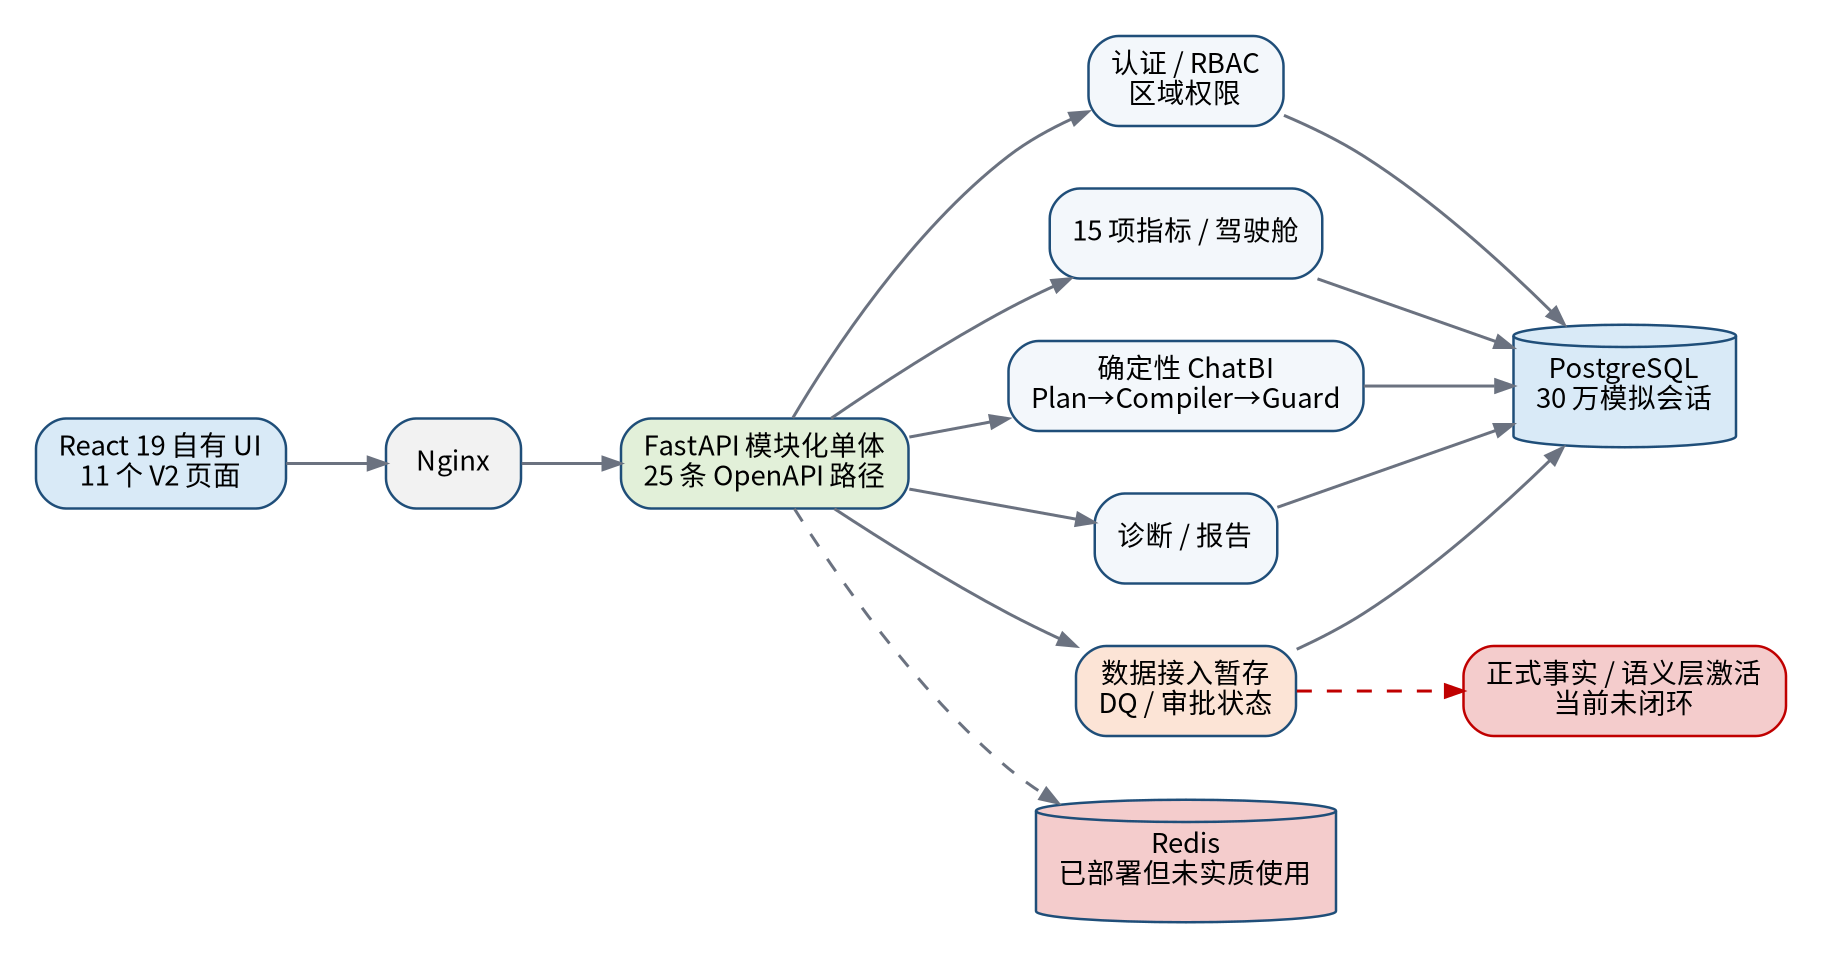 React 19 自有 UI
11 个 V2 页面
Nginx
FastAPI 模块化单体
25 条 OpenAPI 路径
认证 / RBAC
区域权限
15 项指标 / 驾驶舱
确定性 ChatBI
Plan→Compiler→Guard
诊断 / 报告
数据接入暂存
DQ / 审批状态
Redis
已部署但未实质使用
PostgreSQL
30 万模拟会话
正式事实 / 语义层激活
当前未闭环